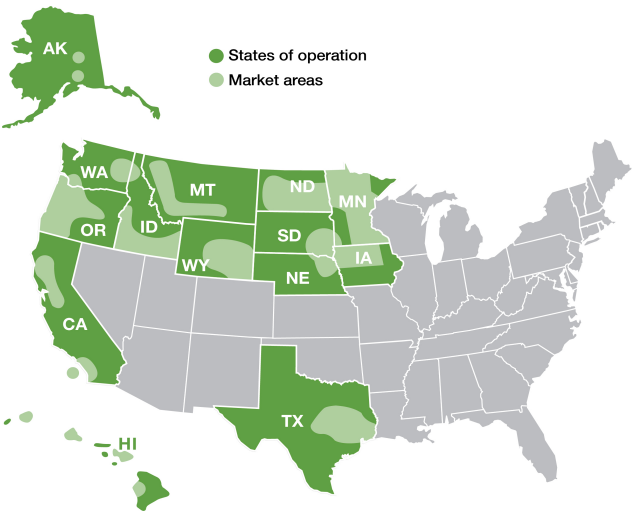 AK
States of operation
Market areas
WA
MT
ND
MN
OR
ID
SD
WY
NE
IA
CA
TX
HI